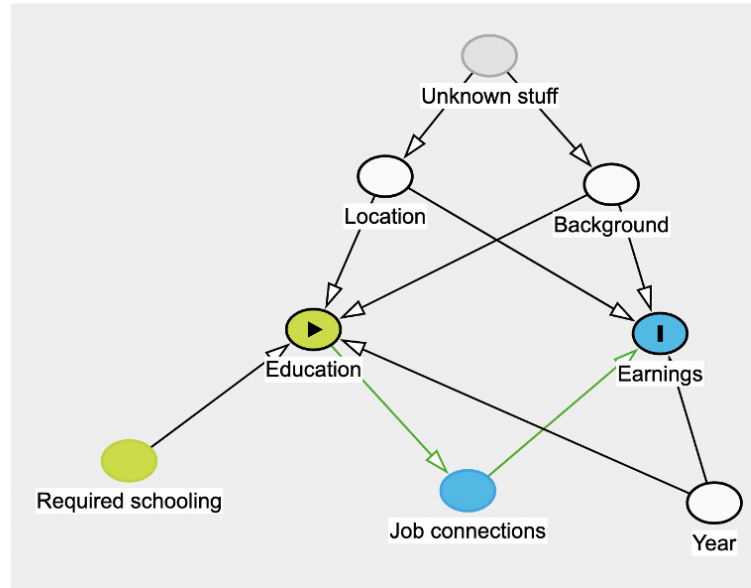 Unknown stuff
Location
Background
Education
Earnings
Required schooling
Job connections
Year